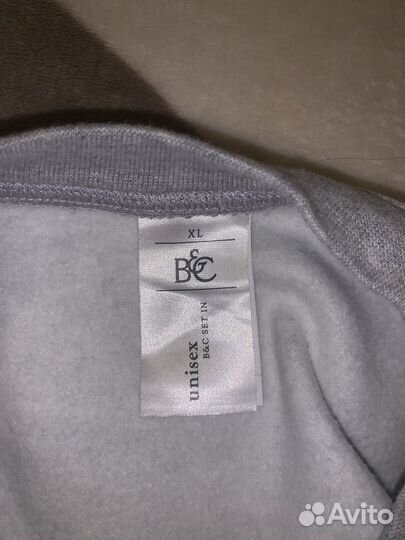 XL
B&C
unisex
B&C SET IN
Avito